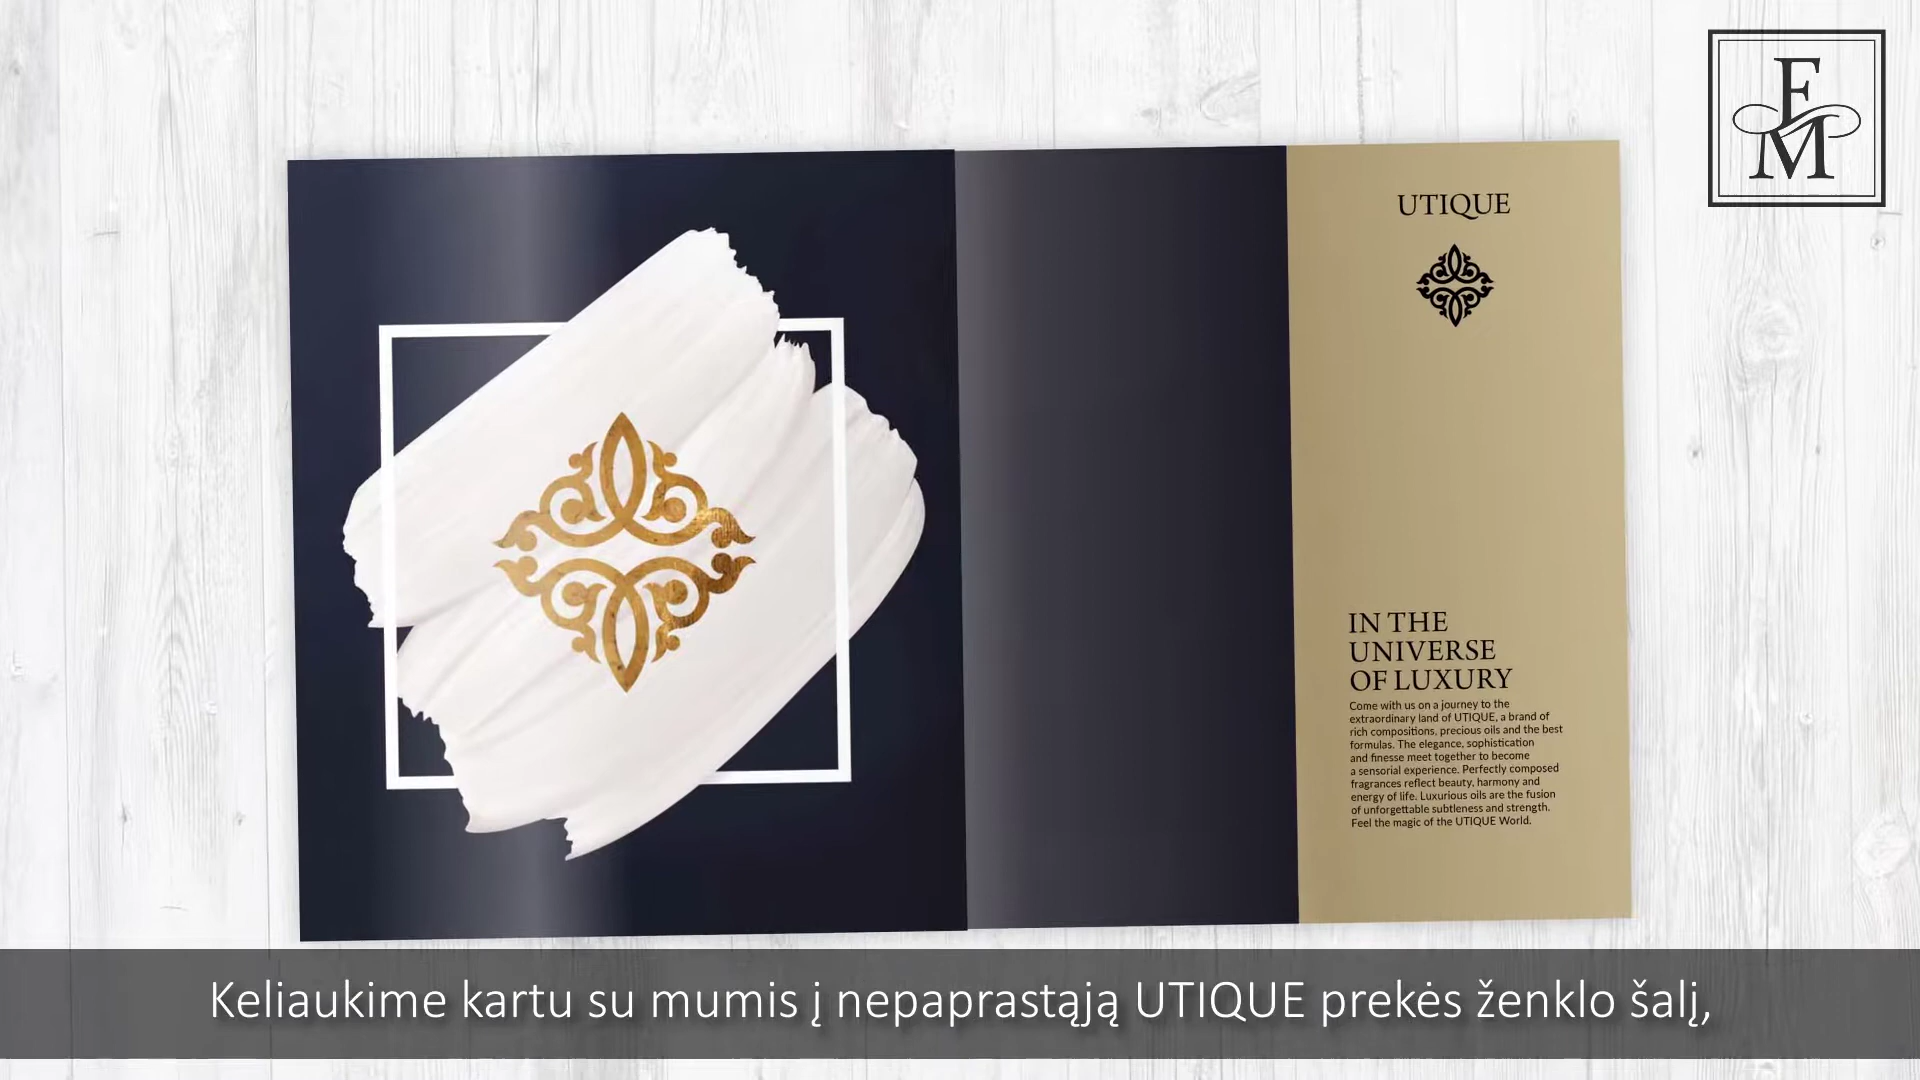 FM
UTIQUE
IN THE
UNIVERSE
OF LUXURY
Come with us on a journey to the
extraordinary land of UTIQUE, a brand of
rich compositions, precious oils and the best
formulas. The elegance, sophistication
and finesse meet together to become
a sensorial experience. Perfectly composed
fragrances reflect beauty, harmony and
energy of life. Luxurious oils are the fusion
of unforgettable subtleness and strength.
Feel the magic of the UTIQUE World.
Keliaukime kartu su mumis į nepaprastąją UTIQUE prekės ženklo šalį,